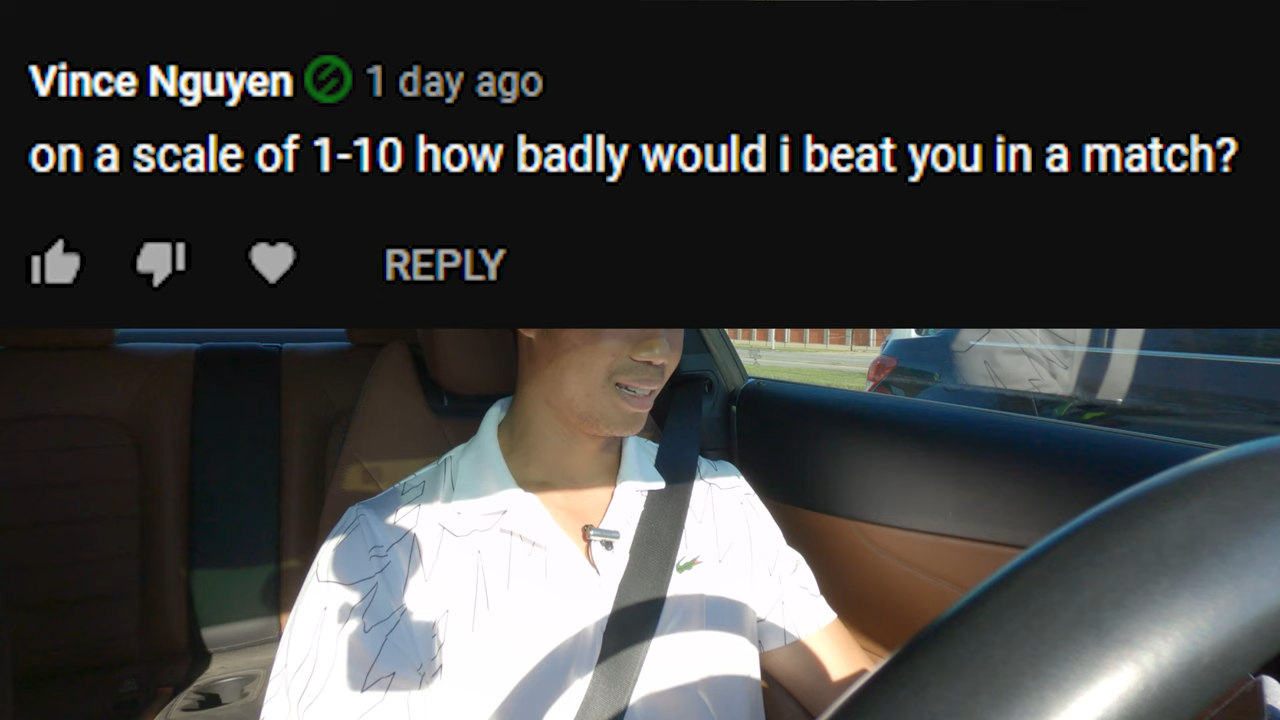 Vince Nguyen 1 day ago
on a scale of 1-10 how badly would i beat you in a match?
REPLY